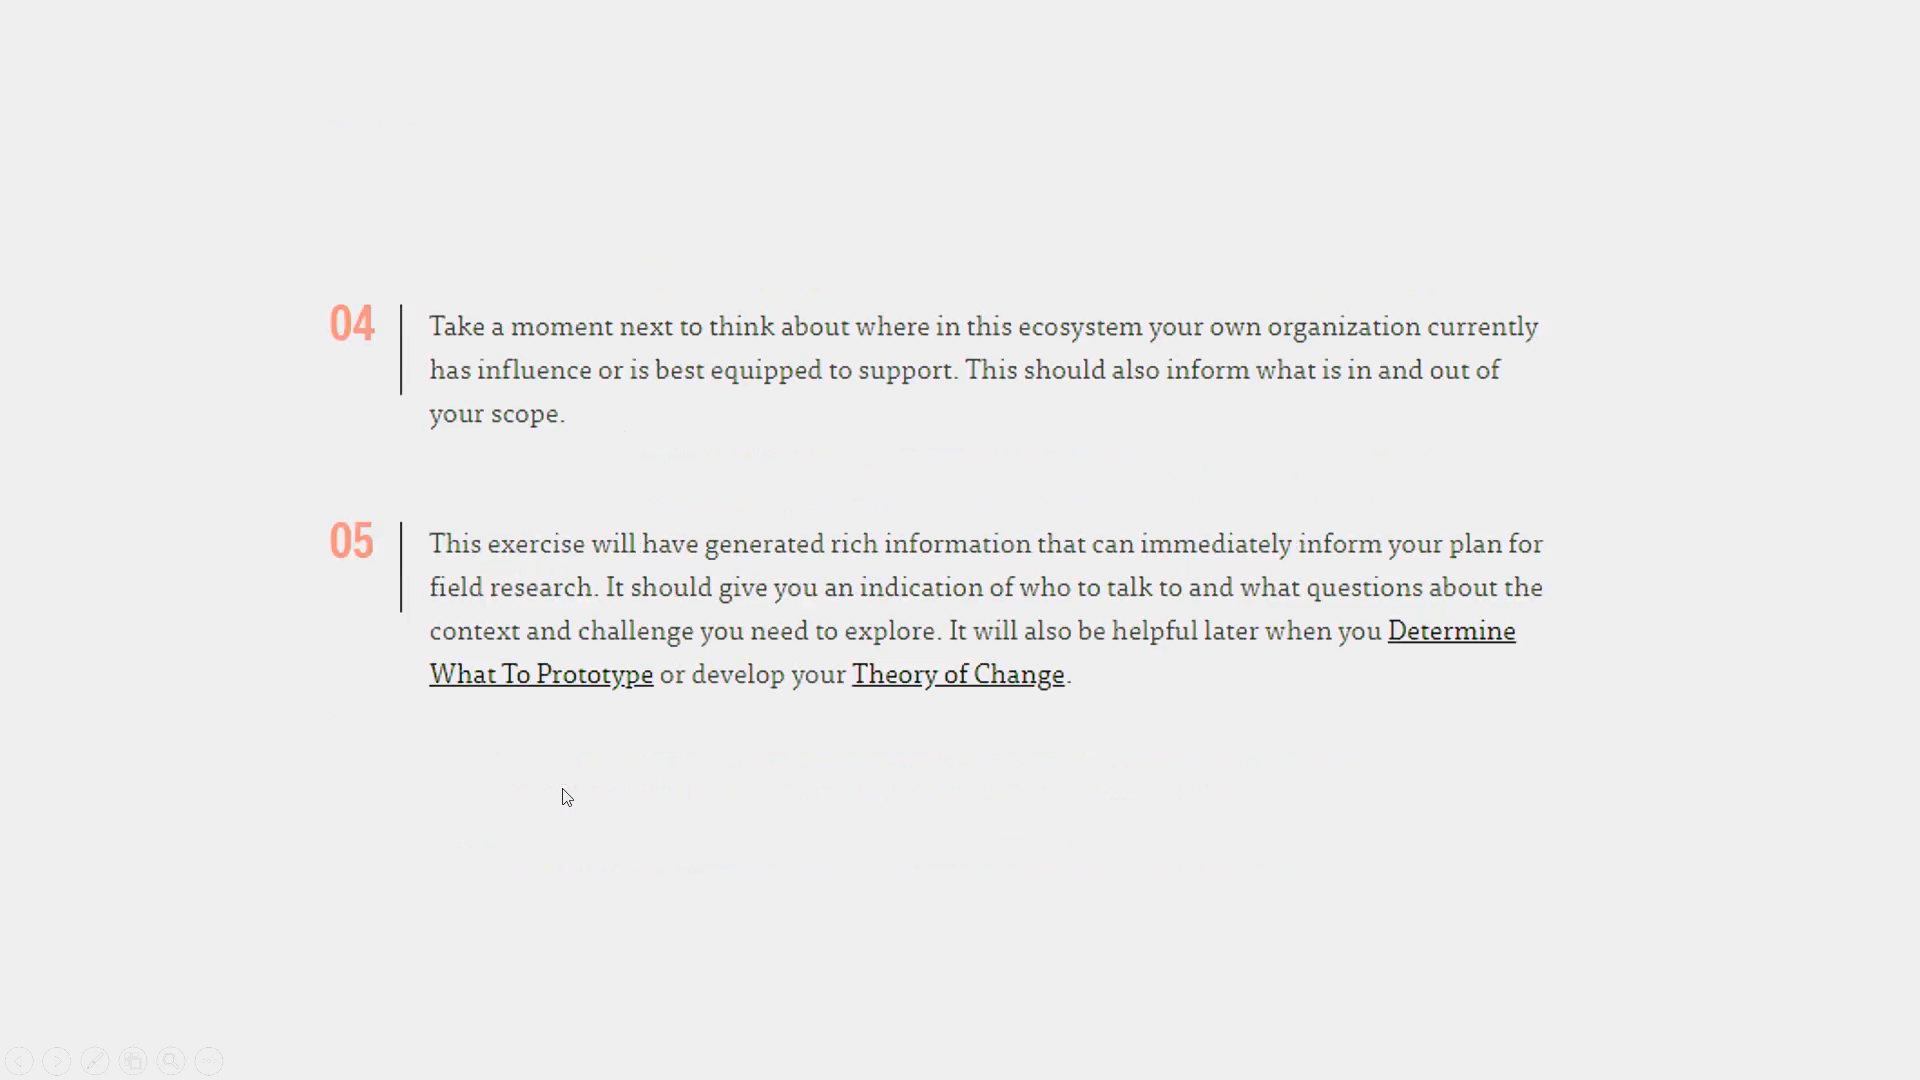 04
Take a moment next to think about where in this ecosystem your own organization currently
has influence or is best equipped to support. This should also inform what is in and out of
your scope.
05
This exercise will have generated rich information that can immediately inform your plan for
field research. It should give you an indication of who to talk to and what questions about the
context and challenge you need to explore. It will also be helpful later when you Determine
What To Prototype or develop your Theory of Change.